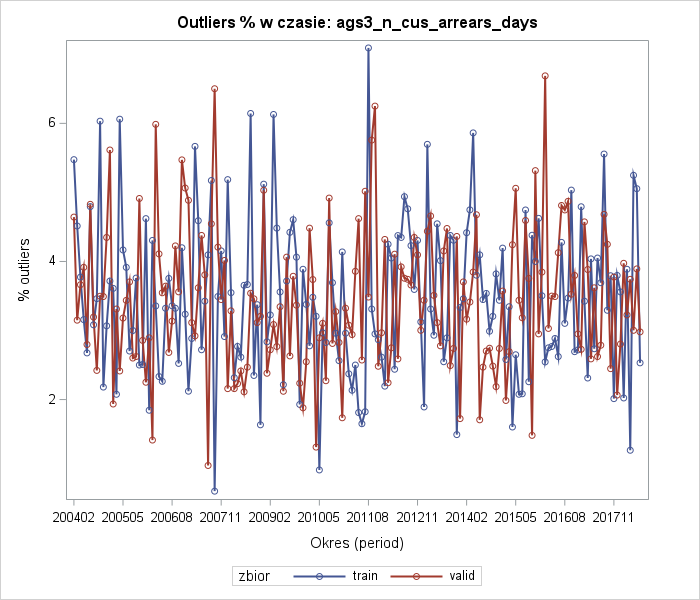 Outliers % w czasie: ags3_n_cus_arrears_days
% outliers
6
4
2
200402 200505 200608 200711 200902 201005 201108 201211 201402 201505 201608 201711
Okres (period)
zbior train valid